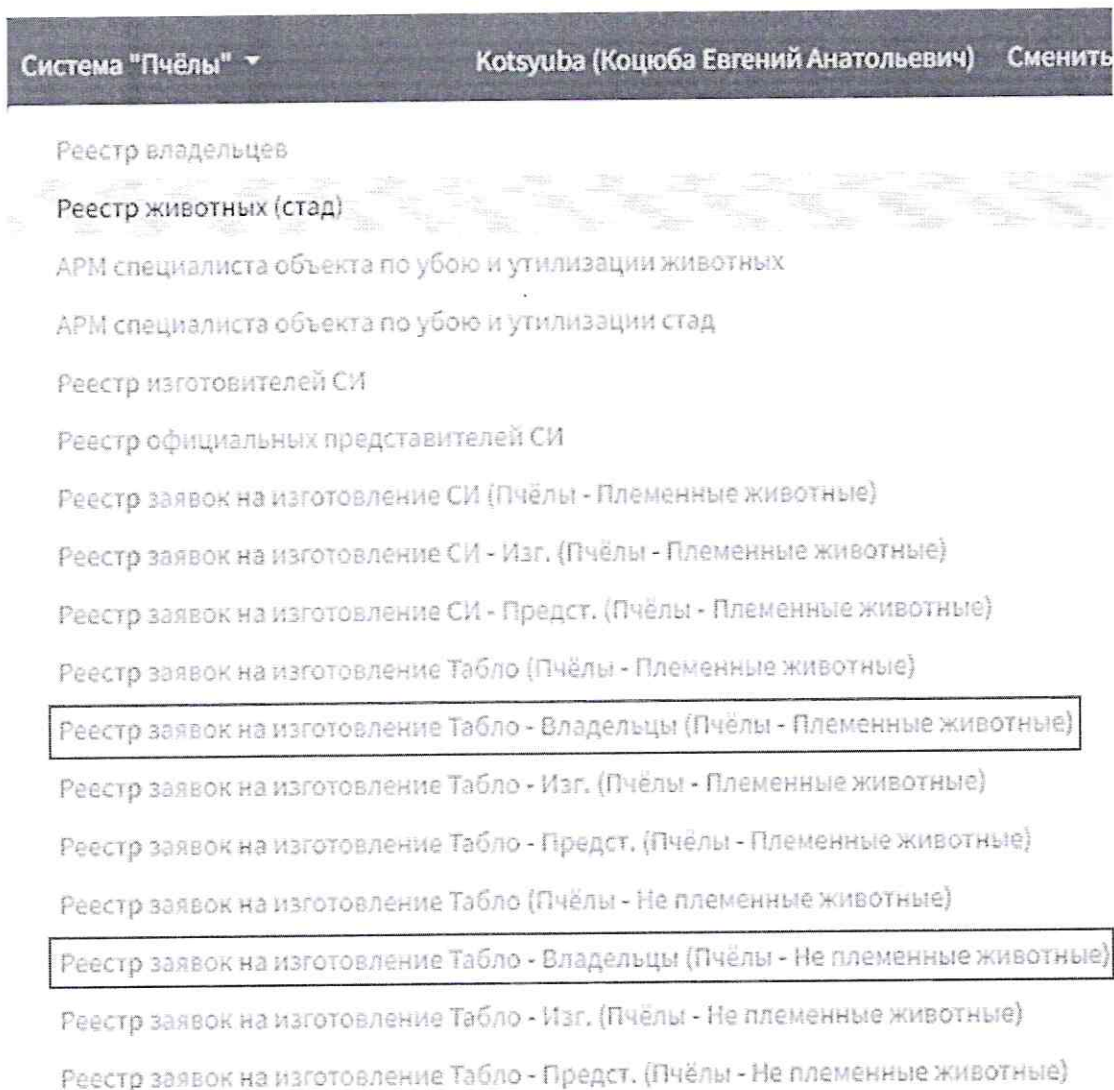 Система "Пчёлы" Kotsyuba (Коцюба Евгений Анатольевич) Сменить
Реестр владельцев
Реестр животных (стад)
АРМ специалиста объекта по убою и утилизации животных
АРМ специалиста объекта по убою и утилизации стад
Реестр изготовителей СИ
Реестр официальных представителей СИ
Реестр заявок на изготовление СИ (Пчёлы - Племенные животные)
Реестр заявок на изготовление СИ - Изг. (Пчёлы - Племенные животные)
Реестр заявок на изготовление СИ - Предст. (Пчёлы - Племенные животные)
Реестр заявок на изготовление Табло (Пчёлы - Племенные животные)
Реестр заявок на изготовление Табло - Владельцы (Пчёлы - Племенные животные)
Реестр заявок на изготовление Табло - Изг. (Пчёлы - Племенные животные)
Реестр заявок на изготовление Табло - Предст. (Пчёлы - Племенные животные)
Реестр заявок на изготовление Табло (Пчёлы - Не племенные животные)
Реестр заявок на изготовление Табло - Владельцы (Пчёлы - Не племенные животные)
Реестр заявок на изготовление Табло - Изг. (Пчёлы - Не племенные животные)
Реестр заявок на изготовление Табло - Предст. (Пчёлы - Не племенные животные)